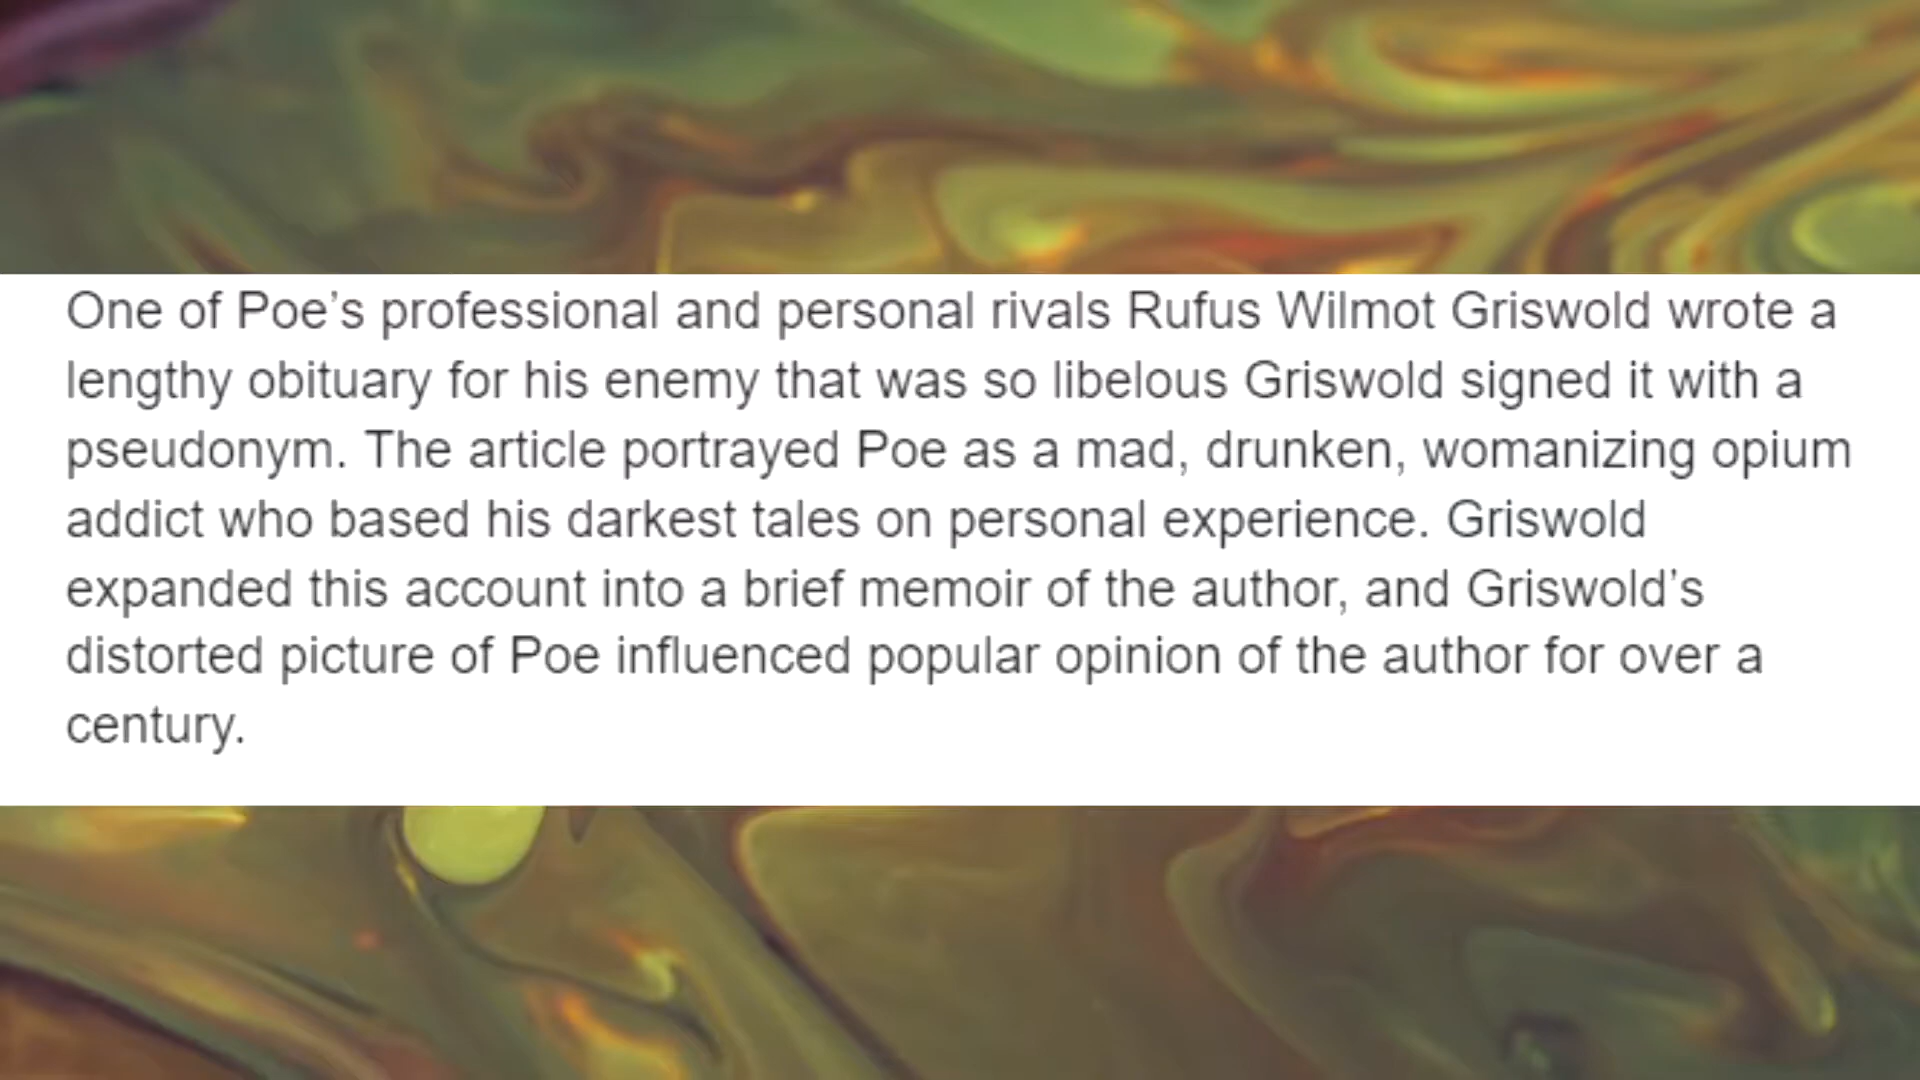 One of Poe’s professional and personal rivals Rufus Wilmot Griswold wrote a
lengthy obituary for his enemy that was so libelous Griswold signed it with a
pseudonym. The article portrayed Poe as a mad, drunken, womanizing opium
addict who based his darkest tales on personal experience. Griswold
expanded this account into a brief memoir of the author, and Griswold’s
distorted picture of Poe influenced popular opinion of the author for over a
century.